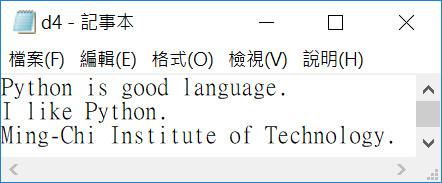 d4 - 記事本
檔案(F) 編輯(E) 格式(O) 檢視(V) 說明(H)
Python is good language.
I like Python.
Ming-Chi Institute of Technology.